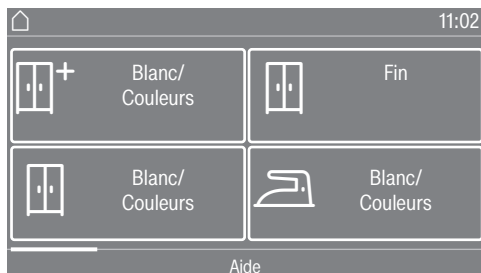 11:02
Blanc/
Couleurs
Fin
Blanc/
Couleurs
Blanc/
Couleurs
Aide